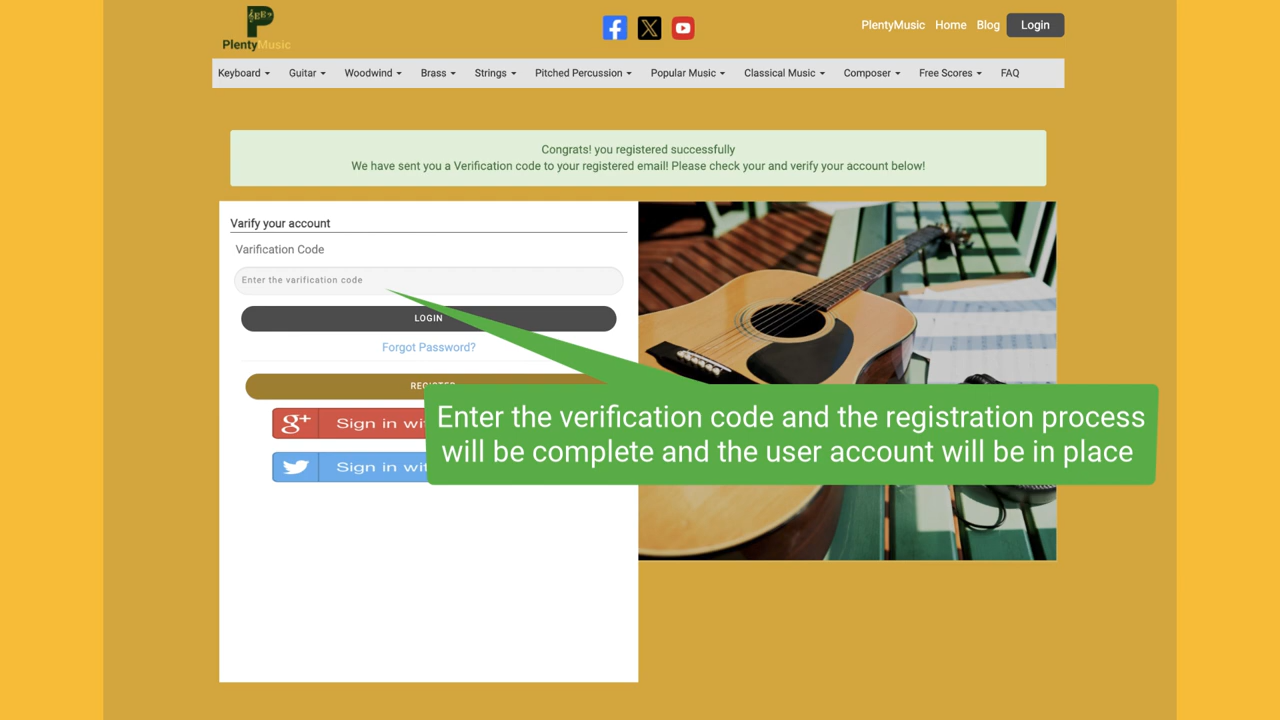 PlentyMusic
PlentyMusic Home Blog Login
Keyboard Guitar Woodwind Brass Strings Pitched Percussion Popular Music Classical Music Composer Free Scores FAQ
Congrats! you registered successfully
We have sent you a Verification code to your registered email! Please check your and verify your account below!
Varify your account
Varification Code
Enter the varification code
LOGIN
Forgot Password?
REGISTER
g+ Sign in wi
Sign in wi
Enter the verification code and the registration process
will be complete and the user account will be in place